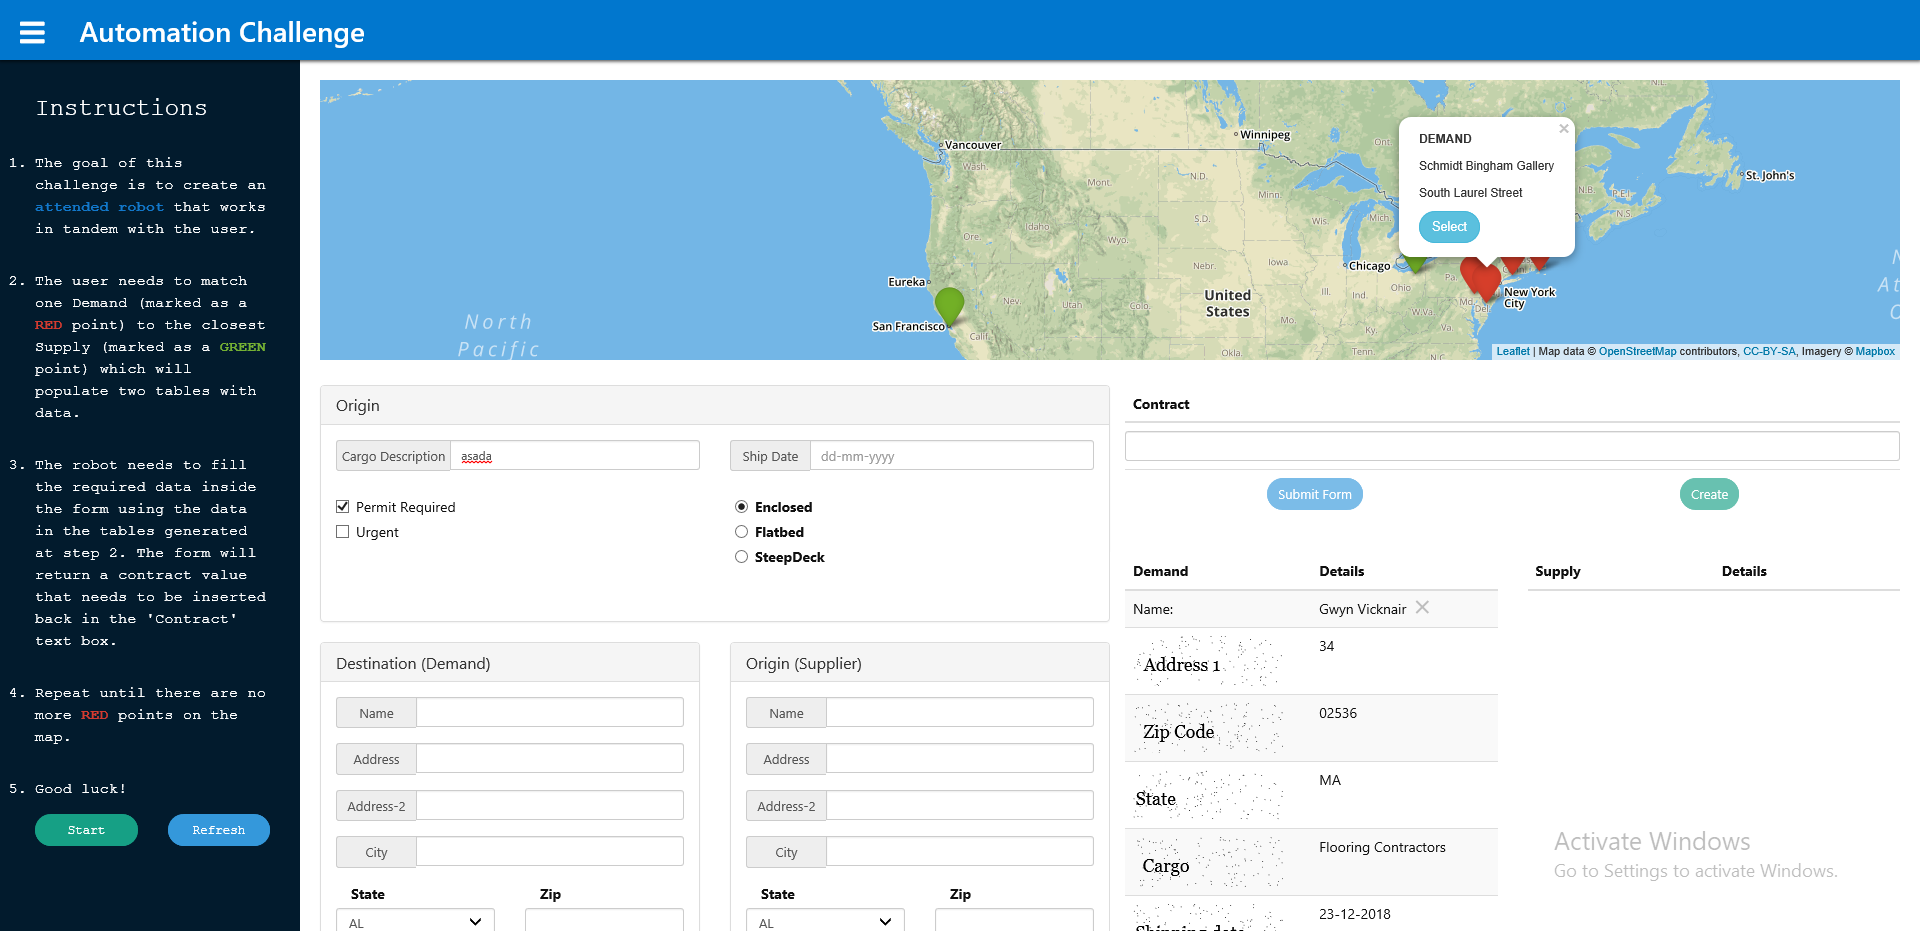 Automation Challenge
Instructions
1. The goal of this
challenge is to create an
attended robot that works
in tandem with the user.
2. The user needs to match
one Demand (marked as a
RED point) to the closest
Supply (marked as a GREEN
point) which will
populate two tables with
data.
3. The robot needs to fill
the required data inside
the form using the data
in the tables generated
at step 2. The form will
return a contract value
that needs to be inserted
back in the 'Contract'
text box.
4. Repeat until there are no
more RED points on the
map.
5. Good luck!
Start Refresh
Winnipeg
Vancouver
Ont.
N.L.
Wash.
Mont.
N.D.
Minn.
St. John's
N.B. P.E.I.
N.S.
Ore.
Idaho
Wyo.
S.D.
Wis.
Mich.
Eureka
Nev.
Utah
Colo.
Nebr.
Iowa
Chicago
Ill.
Ind.
Ohio
Pa.
Conn.
San Francisco
Calif.
United
States
Mo.
Ky.
W.Va.
Va.
Md.
Del.
New York
City
Okla.
Tenn.
N.C.
North
Pacific
DEMAND ×
Schmidt Bingham Gallery
South Laurel Street
Select
Leaflet | Map data © OpenStreetMap contributors, CC-BY-SA, Imagery © Mapbox
Origin
Cargo Description asada
Ship Date dd-mm-yyyy
Permit Required
Urgent
Enclosed
Flatbed
SteepDeck
Destination (Demand)
Name
Address
Address-2
City
State Zip
AL
Origin (Supplier)
Name
Address
Address-2
City
State Zip
AL
Contract
Submit Form Create
Demand Details
Name: Gwyn Vicknair
Address 1 34
Zip Code 02536
State MA
Cargo Flooring Contractors
Shipping date 23-12-2018
Supply Details
Activate Windows
Go to Settings to activate Windows.